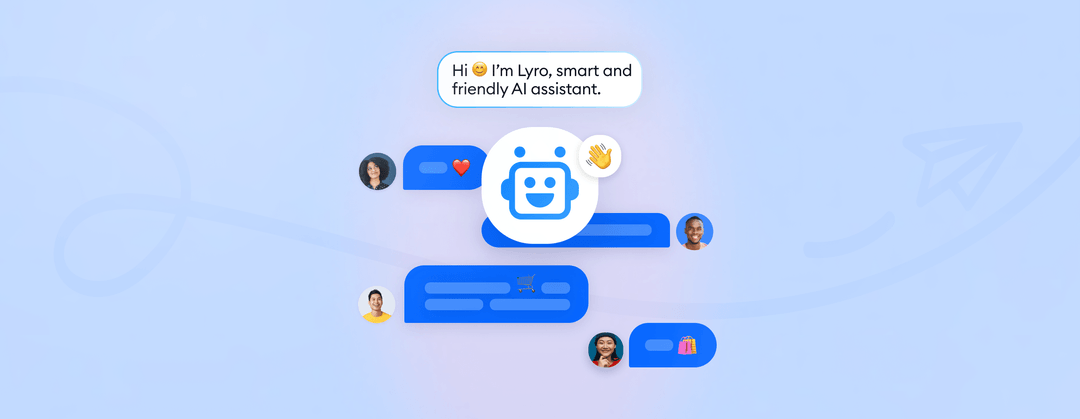 Hi 😊 I’m Lyro, smart and
friendly AI assistant.